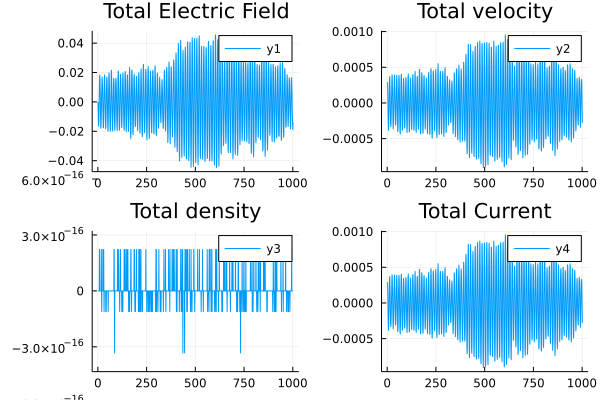 Total Electric Field
0.04
0.02
0.00
−0.02
−0.04
y1
0 250 500 750 1000
Total velocity
0.0010
0.0005
0.0000
−0.0005
y2
0 250 500 750 1000
6.0×10⁻¹⁶
Total density
3.0×10⁻¹⁶
0
−3.0×10⁻¹⁶
y3
0 250 500 750 1000
Total Current
0.0010
0.0005
0.0000
−0.0005
y4
0 250 500 750 1000